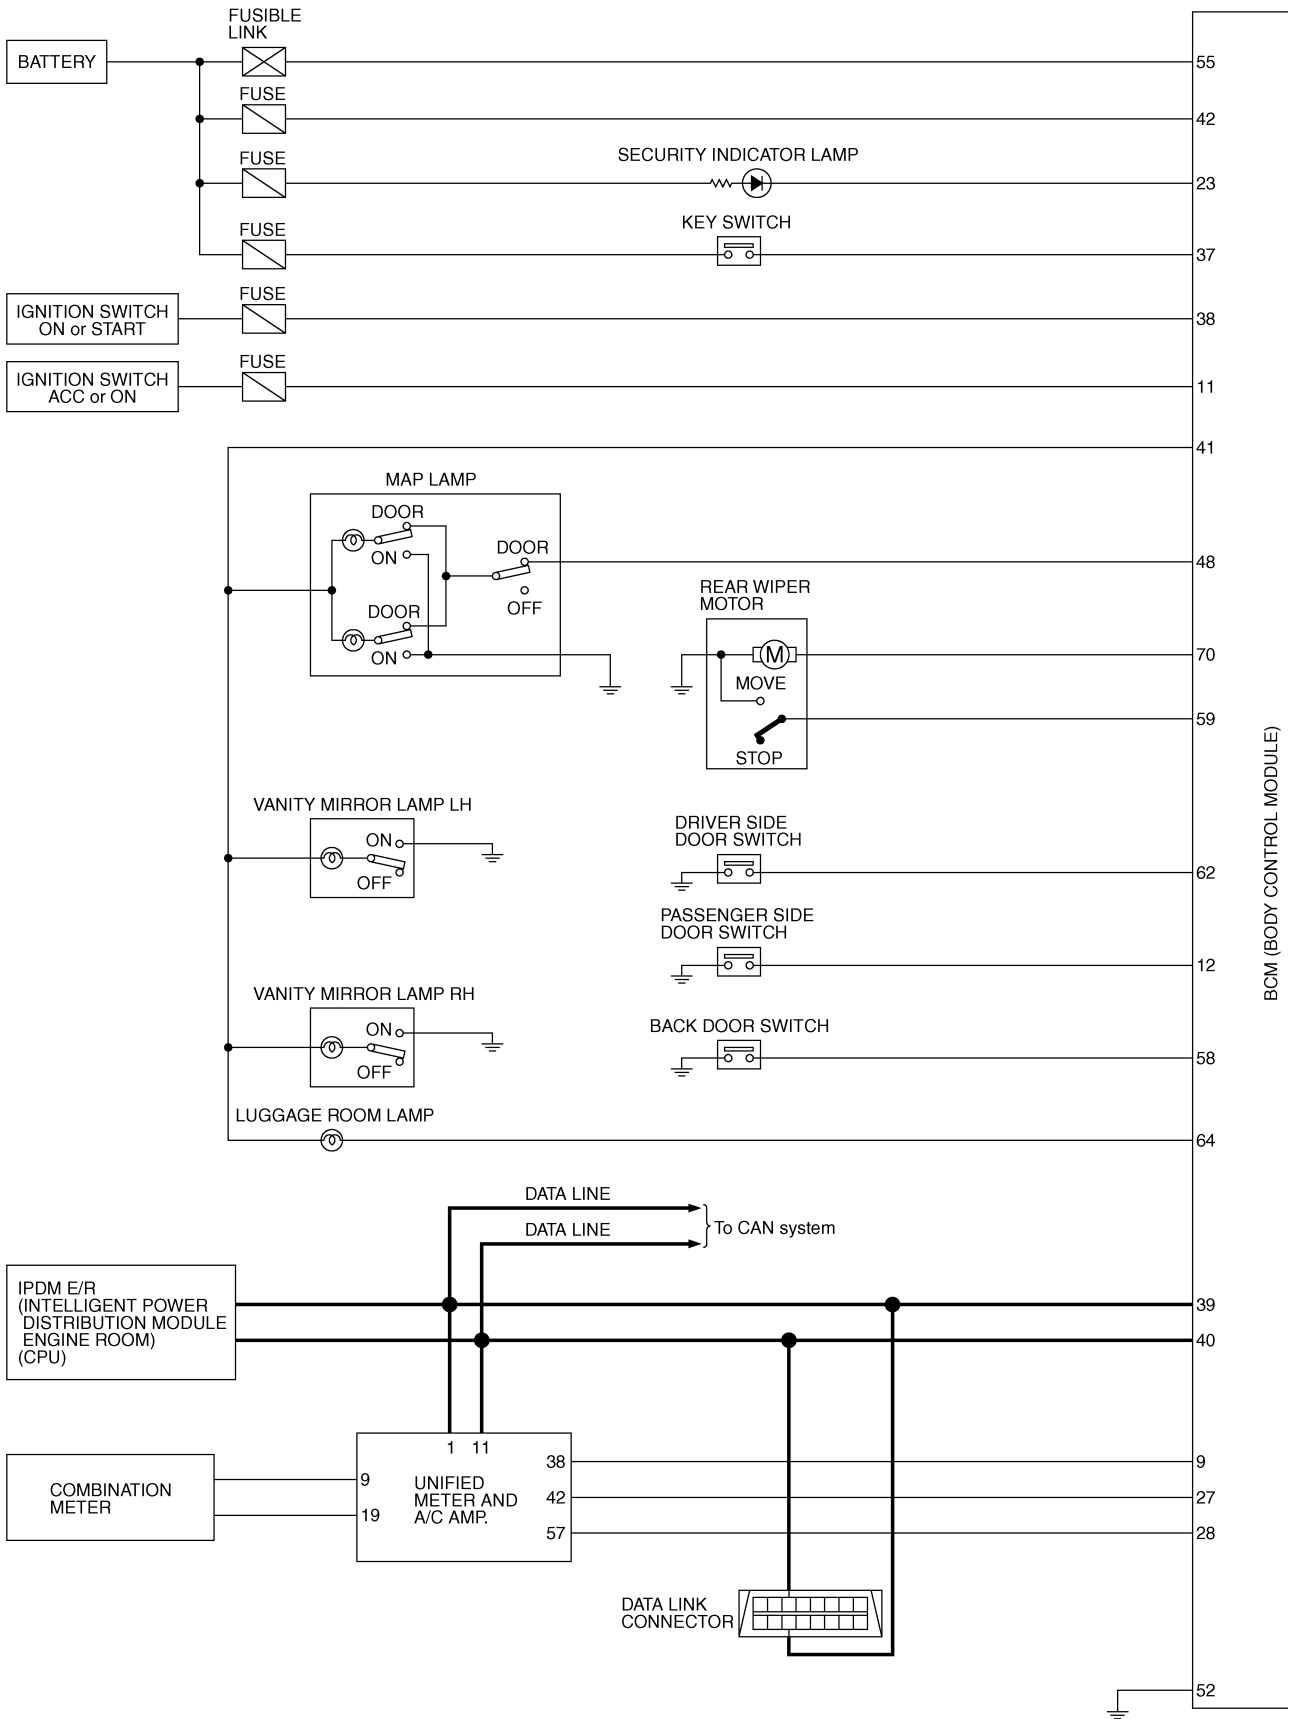 FUSIBLE
LINK
BATTERY
55
FUSE
42
FUSE
SECURITY INDICATOR LAMP
23
FUSE
KEY SWITCH
37
IGNITION SWITCH
ON or START
FUSE
38
IGNITION SWITCH
ACC or ON
FUSE
11
41
MAP LAMP
DOOR
ON
DOOR
OFF
48
DOOR
ON
REAR WIPER
MOTOR
M
70
MOVE
59
STOP
VANITY MIRROR LAMP LH
ON
OFF
DRIVER SIDE
DOOR SWITCH
62
PASSENGER SIDE
DOOR SWITCH
12
VANITY MIRROR LAMP RH
ON
OFF
BACK DOOR SWITCH
58
LUGGAGE ROOM LAMP
64
BCM (BODY CONTROL MODULE)
DATA LINE
DATA LINE
To CAN system
IPDM E/R
(INTELLIGENT POWER
DISTRIBUTION MODULE
ENGINE ROOM)
(CPU)
39
40
COMBINATION
METER
1 11
9
19
UNIFIED
METER AND
A/C AMP.
38
42
57
9
27
28
DATA LINK
CONNECTOR
52